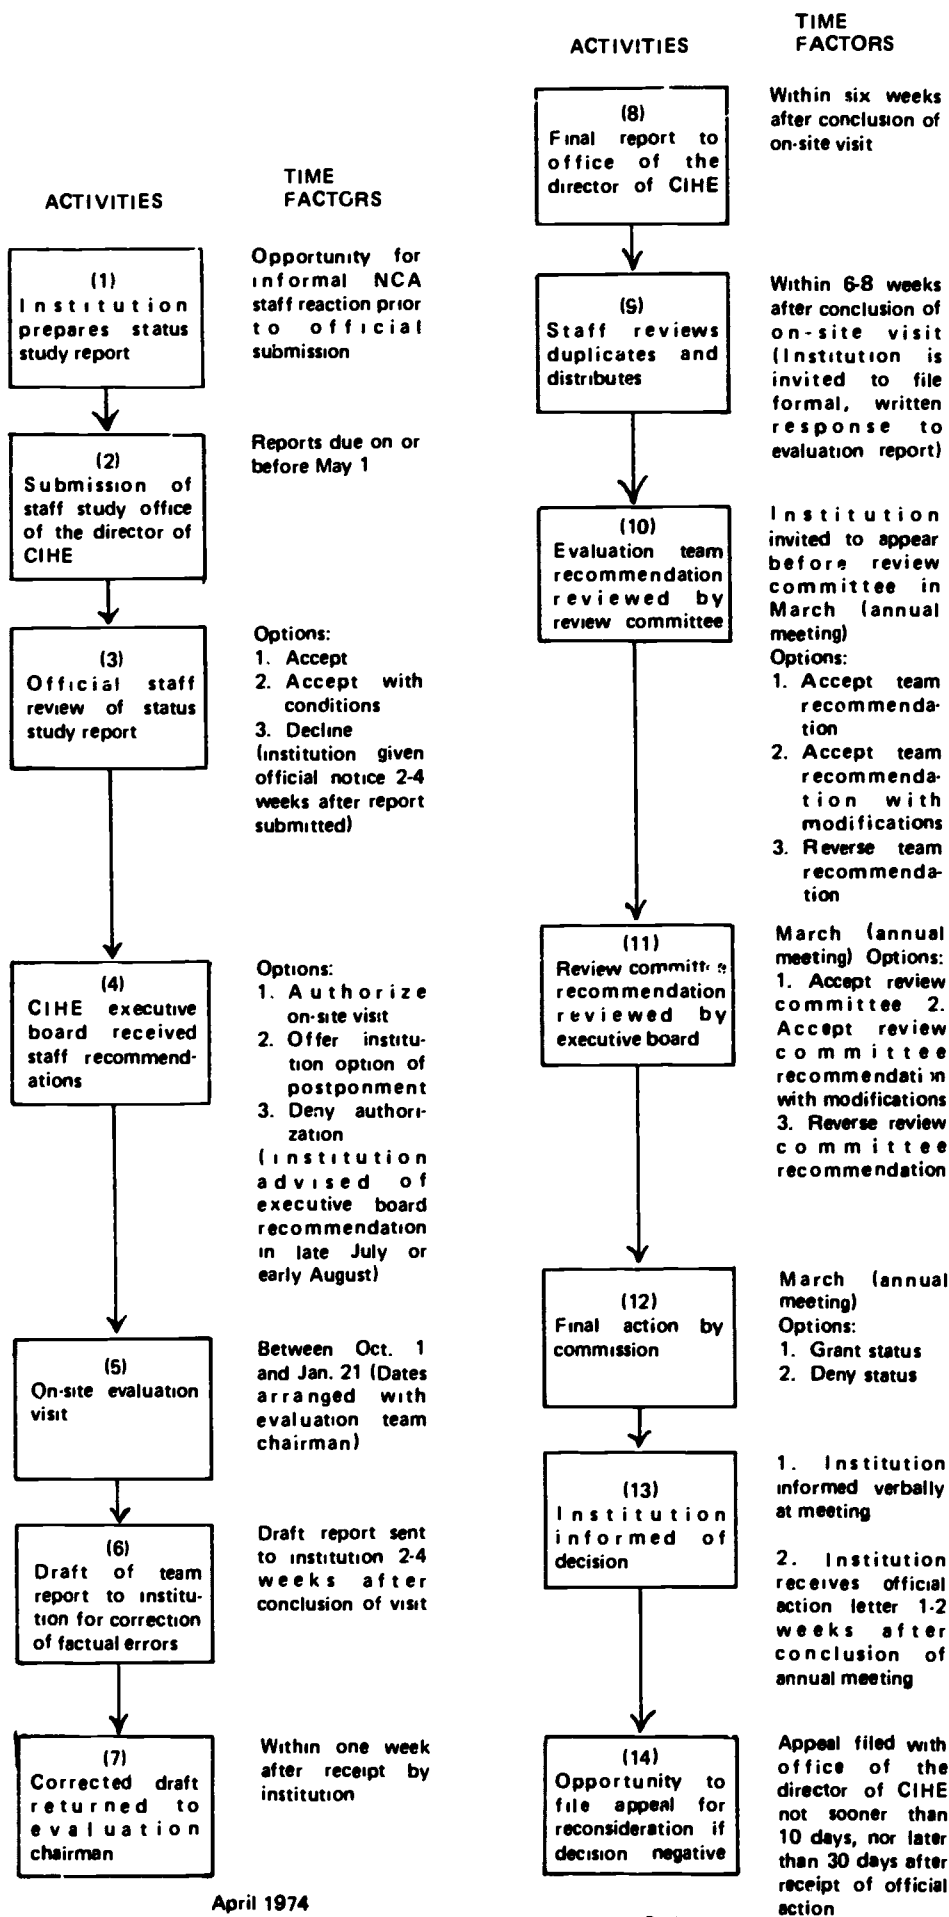 ACTIVITIES
TIME
FACTORS
(1)
Institution
prepares status
study report
Opportunity for
informal NCA
staff reaction prior
to official
submission
(2)
Submission of
staff study office
of the director of
CIHE
Reports due on or
before May 1
(3)
Official staff
review of status
study report
Options:
1. Accept
2. Accept with
conditions
3. Decline
(institution given
official notice 2-4
weeks after report
submitted)
(4)
CIHE executive
board received
staff recommend-
ations
Options:
1. Authorize
on-site visit
2. Offer institu-
tion option of
postponment
3. Deny authori-
zation
(institution
advised of
executive board
recommendation
in late July or
early August)
(5)
On-site evaluation
visit
Between Oct. 1
and Jan. 21 (Dates
arranged with
evaluation team
chairman)
(6)
Draft of team
report to institu-
tion for correction
of factual errors
Draft report sent
to institution 2-4
weeks after
conclusion of visit
(7)
Corrected draft
returned to
evaluation
chairman
Within one week
after receipt by
institution
April 1974
ACTIVITIES
TIME
FACTORS
(8)
Final report to
office of the
director of CIHE
Within six weeks
after conclusion of
on-site visit
(9)
Staff reviews
duplicates and
distributes
Within 6-8 weeks
after conclusion of
on-site visit
(Institution is
invited to file
formal, written
response to
evaluation report)
(10)
Evaluation team
recommendation
reviewed by
review committee
Institution
invited to appear
before review
committee in
March (annual
meeting)
Options:
1. Accept team
recommenda-
tion
2. Accept team
recommenda-
tion with
modifications
3. Reverse team
recommenda-
tion
(11)
Review committee
recommendation
reviewed by
executive board
March (annual
meeting) Options:
1. Accept review
committee 2.
Accept review
committee
recommendation
with modifications
3. Reverse review
committee
recommendation
(12)
Final action by
commission
March (annual
meeting)
Options:
1. Grant status
2. Deny status
(13)
Institution
informed of
decision
1. Institution
informed verbally
at meeting
2. Institution
receives official
action letter 1-2
weeks after
conclusion of
annual meeting
(14)
Opportunity to
file appeal for
reconsideration if
decision negative
Appeal filed with
office of the
director of CIHE
not sooner than
10 days, nor later
than 30 days after
receipt of official
action